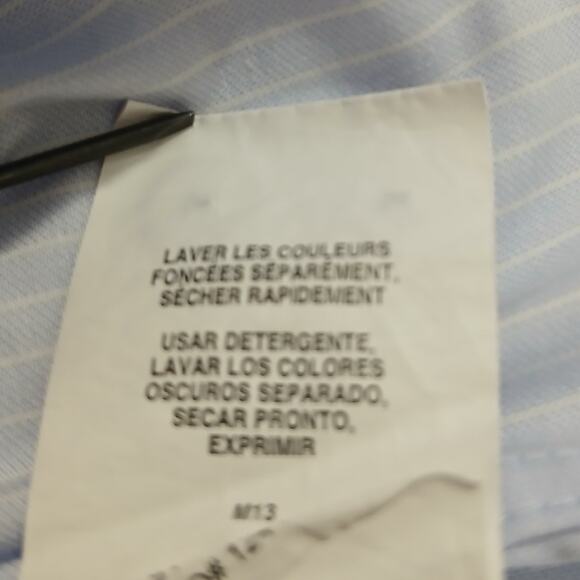 LAVER LES COULEURS
FONCÉES SÉPARÉMENT,
SÉCHER RAPIDEMENT
USAR DETERGENTE,
LAVAR LOS COLORES
OSCUROS SEPARADO,
SECAR PRONTO,
EXPRIMIR
M13